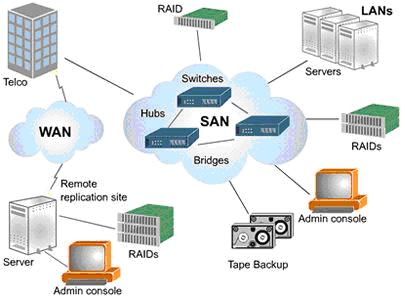 RAID
LANs
Telco
Switches
Servers
Hubs
SAN
WAN
Bridges
RAIDs
Remote
replication site
Admin console
Server
RAIDs
Tape Backup
Admin console